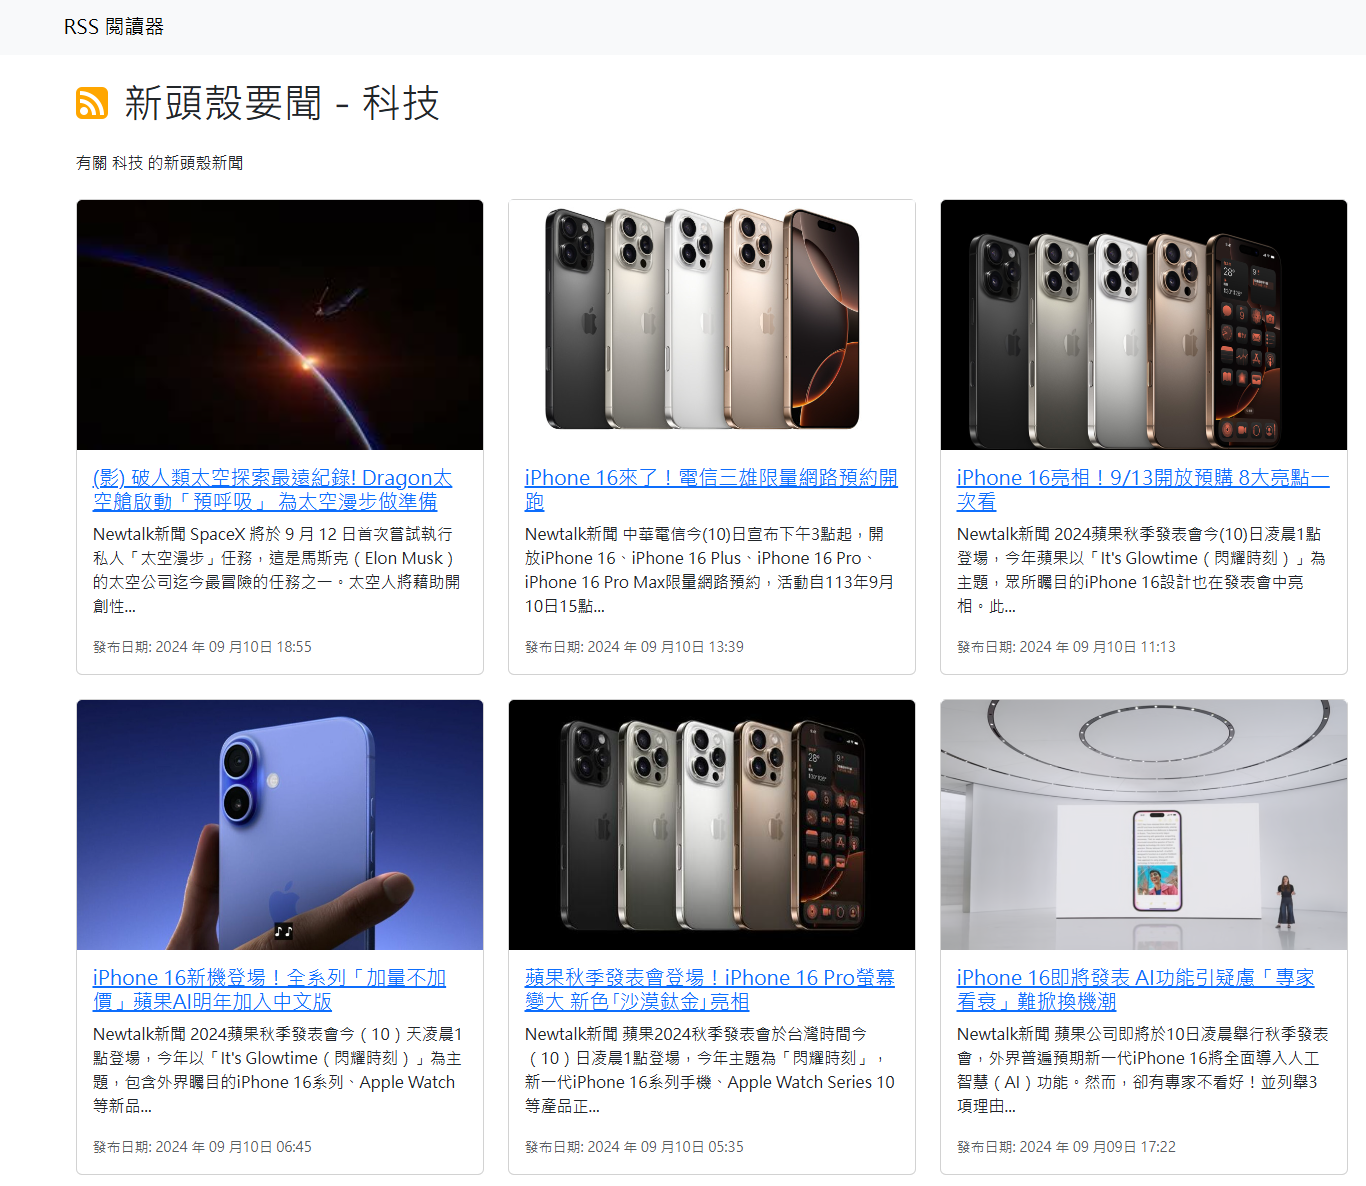 RSS 閱讀器
新頭殼要聞 - 科技
有關 科技 的新頭殼新聞
(影) 破人類太空探索最遠紀錄! Dragon太
空艙啟動「預呼吸」 為太空漫步做準備
Newtalk新聞 SpaceX 將於 9 月 12 日首次嘗試執行
私人「太空漫步」任務，這是馬斯克（Elon Musk）
的太空公司迄今最冒險的任務之一。太空人將藉助開
創性...
發布日期: 2024 年 09 月10日 18:55
iPhone 16來了！電信三雄限量網路預約開
跑
Newtalk新聞 中華電信今(10)日宣布下午3點起，開
放iPhone 16、iPhone 16 Plus、iPhone 16 Pro、
iPhone 16 Pro Max限量網路預約，活動自113年9月
10日15點...
發布日期: 2024 年 09 月10日 13:39
iPhone 16亮相！9/13開放預購 8大亮點一
次看
Newtalk新聞 2024蘋果秋季發表會今(10)日凌晨1點
登場，今年蘋果以「It's Glowtime（閃耀時刻）」為
主題，眾所矚目的iPhone 16設計也在發表會中亮
相。此...
發布日期: 2024 年 09 月10日 11:13
iPhone 16新機登場！全系列「加量不加
價」蘋果AI明年加入中文版
Newtalk新聞 2024蘋果秋季發表會今（10）天凌晨1
點登場，今年以「It's Glowtime（閃耀時刻）」為主
題，包含外界矚目的iPhone 16系列、Apple Watch
等新品...
發布日期: 2024 年 09 月10日 06:45
蘋果秋季發表會登場！iPhone 16 Pro螢幕
變大 新色｢沙漠鈦金｣亮相
Newtalk新聞 蘋果2024秋季發表會於台灣時間今
（10）日凌晨1點登場，今年主題為「閃耀時刻」，
新一代iPhone 16系列手機、Apple Watch Series 10
等產品正...
發布日期: 2024 年 09 月10日 05:35
iPhone 16即將發表 AI功能引疑慮「專家
看衰」難掀換機潮
Newtalk新聞 蘋果公司即將於10日凌晨舉行秋季發表
會，外界普遍預期新一代iPhone 16將全面導入人工
智慧（AI）功能。然而，卻有專家不看好！並列舉3
項理由...
發布日期: 2024 年 09 月09日 17:22